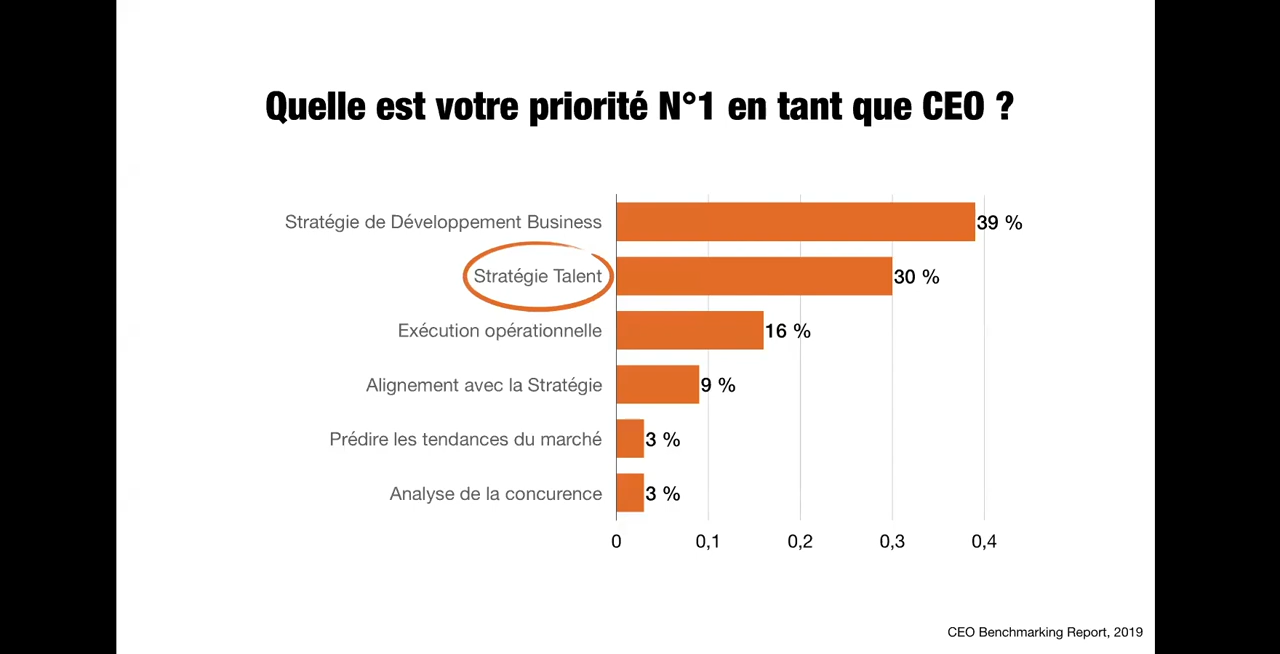 Quelle est votre priorité N°1 en tant que CEO ?
Stratégie de Développement Business 39 %
Stratégie Talent 30 %
Exécution opérationnelle 16 %
Alignement avec la Stratégie 9 %
Prédire les tendances du marché 3 %
Analyse de la concurence 3 %
0 0,1 0,2 0,3 0,4
CEO Benchmarking Report, 2019